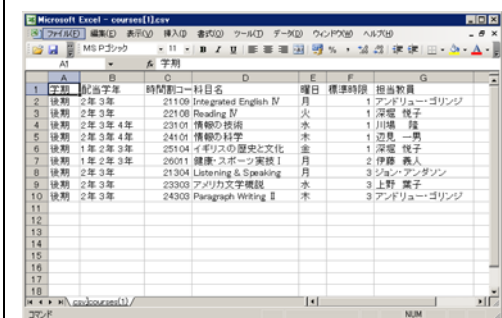 Microsoft Excel - courses[1].csv
ファイル(F) 編集(E) 表示(V) 挿入(I) 書式(O) ツール(T) データ(D) ウィンドウ(W) ヘルプ(H)
MS Pゴシック 11 B I U
A1 fx 学期
A B C D E F G
1 学期 配当学年 時間割コー 科目名 曜日 標準時限 担当教員
2 後期 2年 3年 21109 Integrated English Ⅳ 月 1 アンドリュー・ゴリンジ
3 後期 2年 3年 22108 Reading Ⅳ 火 1 深堀 悦子
4 後期 2年 3年 4年 23101 情報の技術 水 1 川場 隆
5 後期 2年 3年 4年 24101 情報の科学 木 1 辺見 一男
6 後期 1年 2年 3年 25104 イギリスの歴史と文化 金 1 深堀 悦子
7 後期 1年 2年 3年 26011 健康・スポーツ実技Ⅰ 月 2 伊藤 義人
8 後期 2年 3年 21304 Listening & Speaking 月 3 ジョン・アンダソン
9 後期 2年 3年 23303 アメリカ文学概説 水 3 上野 葉子
10 後期 2年 3年 24303 Paragraph Writing Ⅱ 木 3 アンドリュー・ゴリンジ
11
12
13
14
15
16
17
18
courses(1)
コマンド NUM